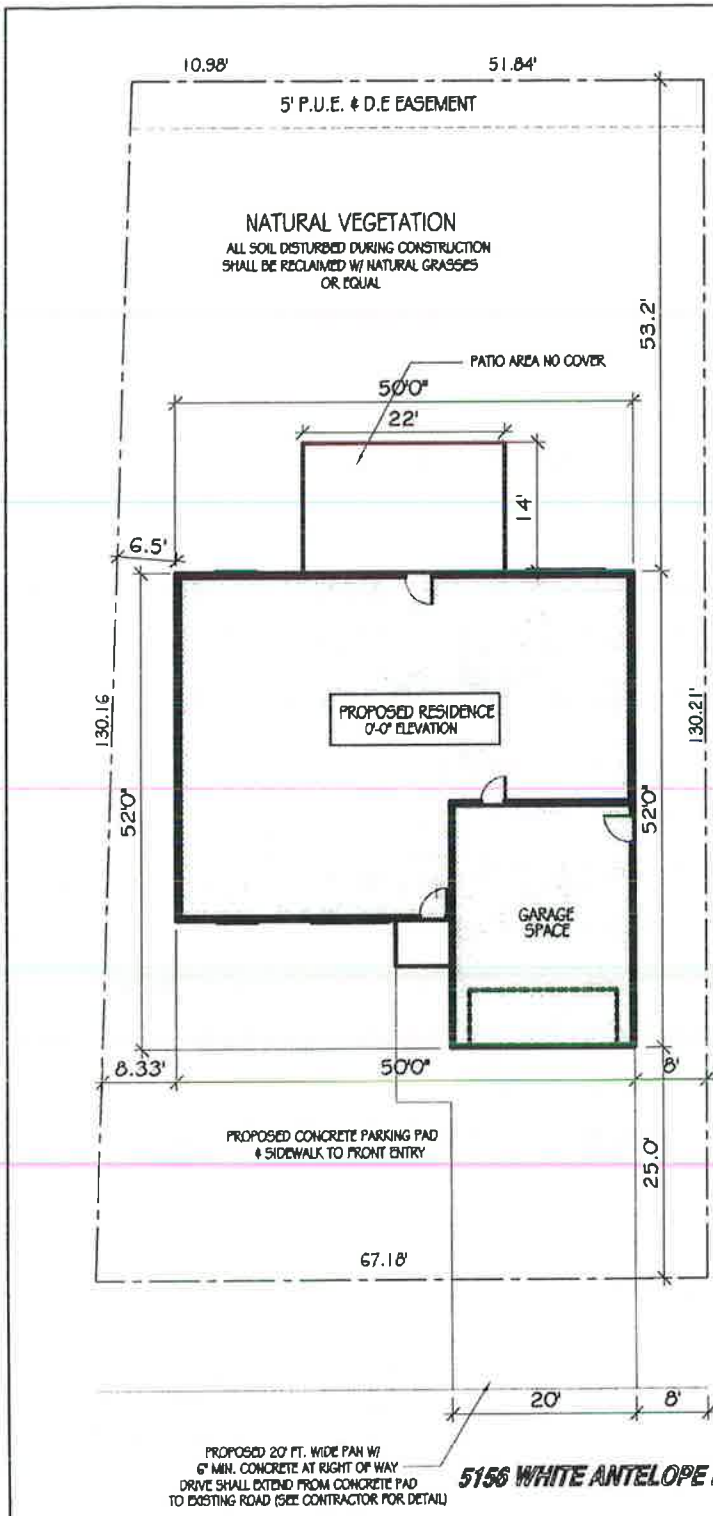 10.98' 51.84'
5' P.U.E. & D.E EASEMENT
NATURAL VEGETATION
ALL SOIL DISTURBED DURING CONSTRUCTION
SHALL BE RECLAIMED W/ NATURAL GRASSES
OR EQUAL
53.2'
PATIO AREA NO COVER
50'0"
22'
14'
6.5'
PROPOSED RESIDENCE
0'-0" ELEVATION
130.16
130.21'
52'0"
52'0"
GARAGE
SPACE
8.33' 50'0" 8'
PROPOSED CONCRETE PARKING PAD
& SIDEWALK TO FRONT ENTRY
25.0'
67.18'
20' 8'
PROPOSED 20' FT. WIDE PAN W/
6" MIN. CONCRETE AT RIGHT OF WAY
DRIVE SHALL EXTEND FROM CONCRETE PAD
TO EXISTING ROAD (SEE CONTRACTOR FOR DETAIL)
5156 WHITE ANTELOPE